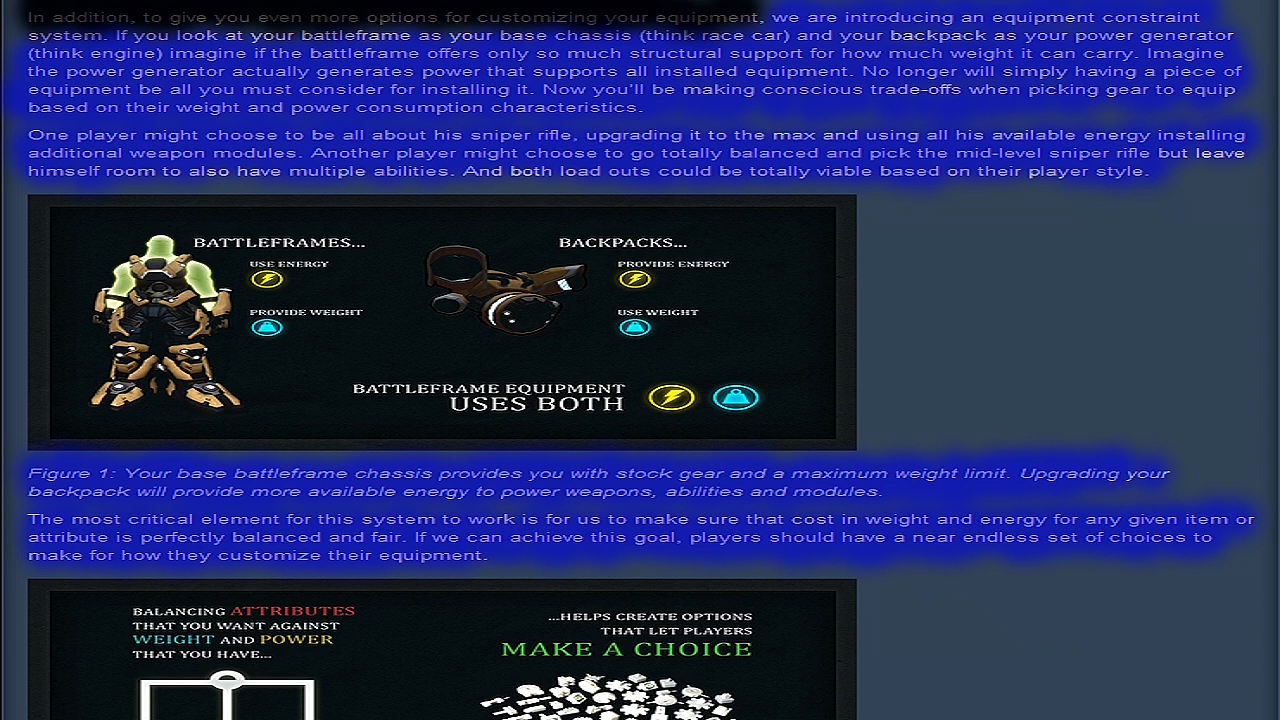 In addition, to give you even more options for customizing your equipment, we are introducing an equipment constraint
system. If you look at your battleframe as your base chassis (think race car) and your backpack as your power generator
(think engine) imagine if the battleframe offers only so much structural support for how much weight it can carry. Imagine
the power generator actually generates power that supports all installed equipment. No longer will simply having a piece of
equipment be all you must consider for installing it. Now you'll be making conscious trade-offs when picking gear to equip
based on their weight and power consumption characteristics.
One player might choose to be all about his sniper rifle, upgrading it to the max and using all his available energy installing
additional weapon modules. Another player might choose to go totally balanced and pick the mid-level sniper rifle but leave
himself room to also have multiple abilities. And both load outs could be totally viable based on their player style.
BATTLEFRAMES...
USE ENERGY
PROVIDE WEIGHT
BACKPACKS...
PROVIDE ENERGY
USE WEIGHT
BATTLEFRAME EQUIPMENT
USES BOTH
Figure 1: Your base battleframe chassis provides you with stock gear and a maximum weight limit. Upgrading your
backpack will provide more available energy to power weapons, abilities and modules.
The most critical element for this system to work is for us to make sure that cost in weight and energy for any given item or
attribute is perfectly balanced and fair. If we can achieve this goal, players should have a near endless set of choices to
make for how they customize their equipment.
BALANCING ATTRIBUTES
THAT YOU WANT AGAINST
WEIGHT AND POWER
THAT YOU HAVE...
...HELPS CREATE OPTIONS
THAT LET PLAYERS
MAKE A CHOICE